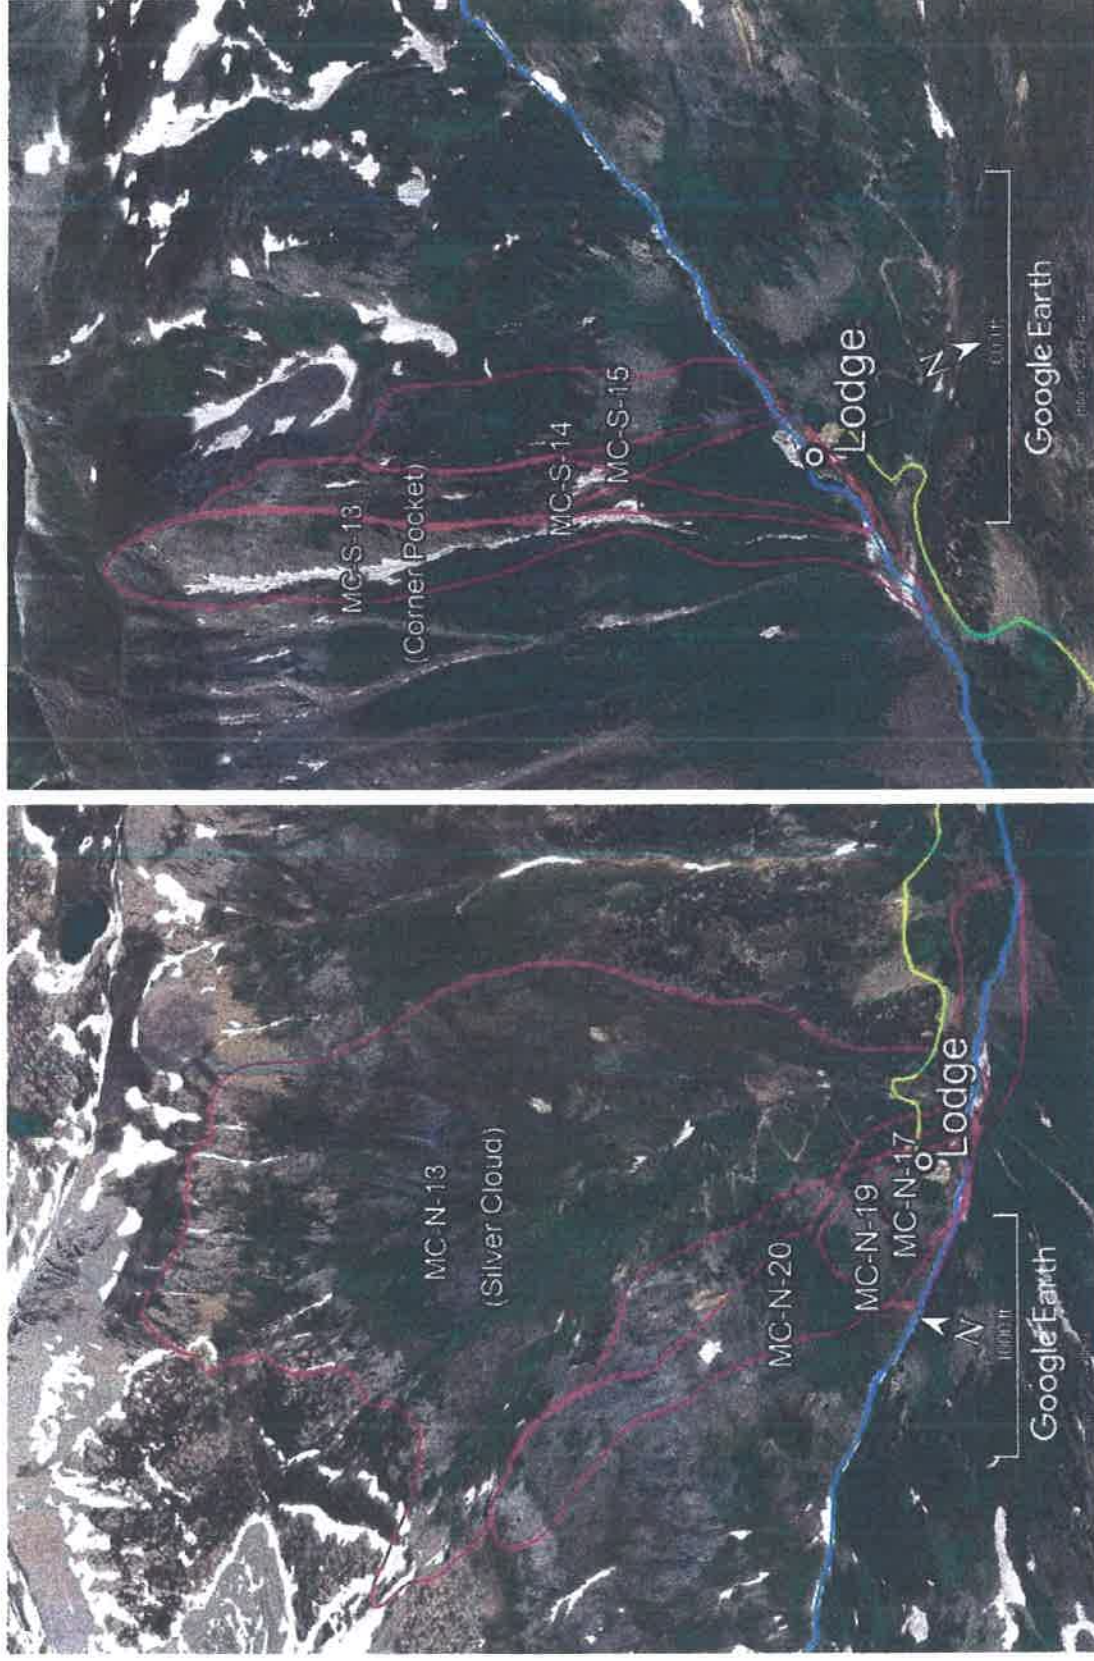 MC-N-13
(Silver Cloud)
MC-N-20
MC-N-19
MC-N-17
Lodge
N
Google Earth
MC-S-13
(Corner Pocket)
MC-S-14
MC-S-15
Lodge
N
Google Earth